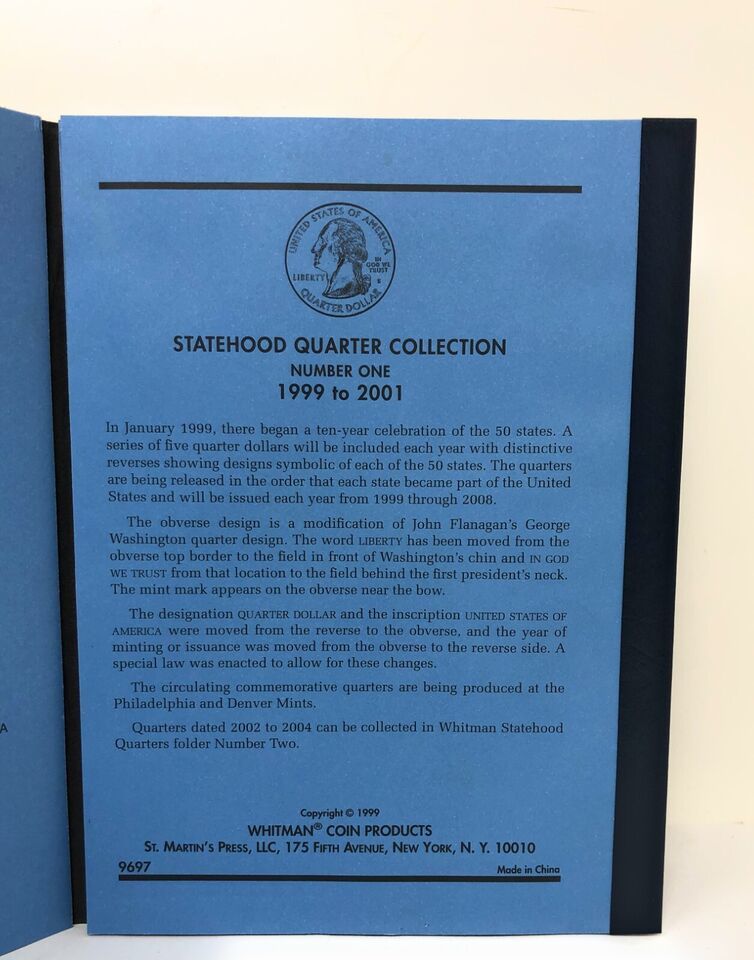 UNITED STATES OF AMERICA
LIBERTY
IN
GOD WE
TRUST
S
QUARTER DOLLAR
STATEHOOD QUARTER COLLECTION
NUMBER ONE
1999 to 2001
In January 1999, there began a ten-year celebration of the 50 states. A
series of five quarter dollars will be included each year with distinctive
reverses showing designs symbolic of each of the 50 states. The quarters
are being released in the order that each state became part of the United
States and will be issued each year from 1999 through 2008.
The obverse design is a modification of John Flanagan's George
Washington quarter design. The word LIBERTY has been moved from the
obverse top border to the field in front of Washington's chin and IN GOD
WE TRUST from that location to the field behind the first president's neck.
The mint mark appears on the obverse near the bow.
The designation QUARTER DOLLAR and the inscription UNITED STATES OF
AMERICA were moved from the reverse to the obverse, and the year of
minting or issuance was moved from the obverse to the reverse side. A
special law was enacted to allow for these changes.
The circulating commemorative quarters are being produced at the
Philadelphia and Denver Mints.
Quarters dated 2002 to 2004 can be collected in Whitman Statehood
Quarters folder Number Two.
A
Copyright © 1999
WHITMAN® COIN PRODUCTS
ST. MARTIN'S PRESS, LLC, 175 FIFTH AVENUE, NEW YORK, N. Y. 10010
9697 Made in China